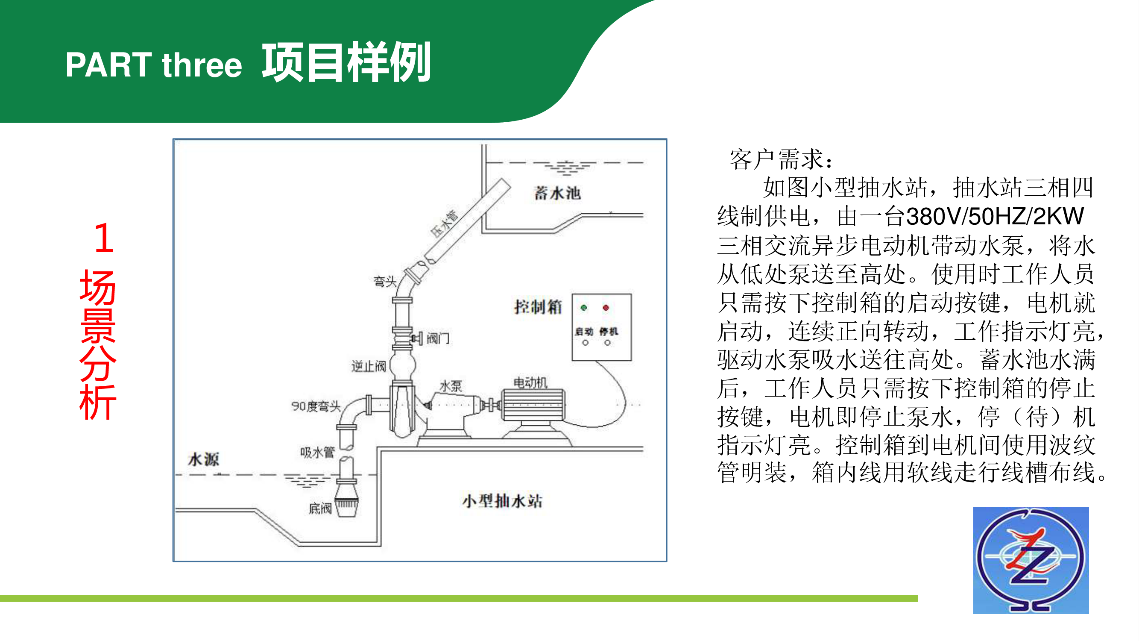 PART three 项目样例
1
场
景
分
析
客户需求：
如图小型抽水站，抽水站三相四
线制供电，由一台380V/50HZ/2KW
三相交流异步电动机带动水泵，将水
从低处泵送至高处。使用时工作人员
只需按下控制箱的启动按键，电机就
启动，连续正向转动，工作指示灯亮，
驱动水泵吸水送往高处。蓄水池水满
后，工作人员只需按下控制箱的停止
按键，电机即停止泵水，停（待）机
指示灯亮。控制箱到电机间使用波纹
管明装，箱内线用软线走行线槽布线。
蓄水池
压水管
弯头
控制箱
启动 停机
阀门
逆止阀
水泵
电动机
90度弯头
吸水管
水源
底阀
小型抽水站